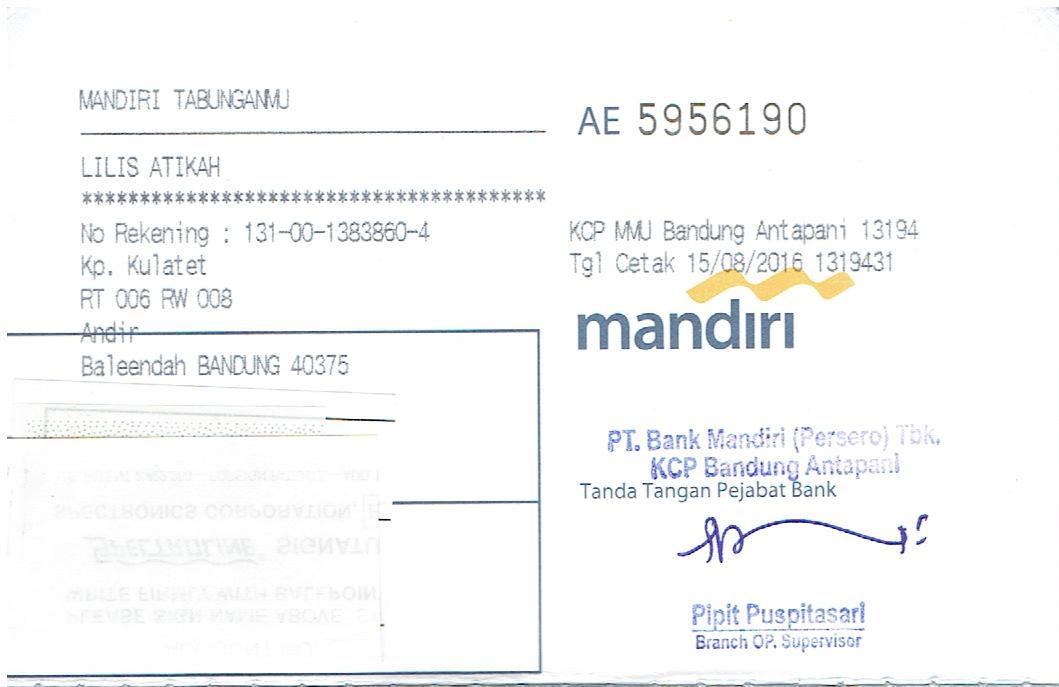 MANDIRI TABUNGANMU
AE 5956190
LILIS ATIKAH
****************************************
No Rekening : 131-00-1383860-4
Kp. Kulatet
RT 006 RW 008
Andir
Baleendah BANDUNG 40375
KCP MMU Bandung Antapani 13194
Tgl Cetak 15/08/2016 1319431
mandiri
PT. Bank Mandiri (Persero) Tbk.
KCP Bandung Antapani
Tanda Tangan Pejabat Bank
Pipit Puspitasari
Branch OP. Supervisor
SPECTRONICS CORPORATION,
SPECTROLINE SIGNATU
WRITE FIRMLY WITH BALLPOIN
PLEASE SIGN NAME ABOVE
ACCOUNT NO.